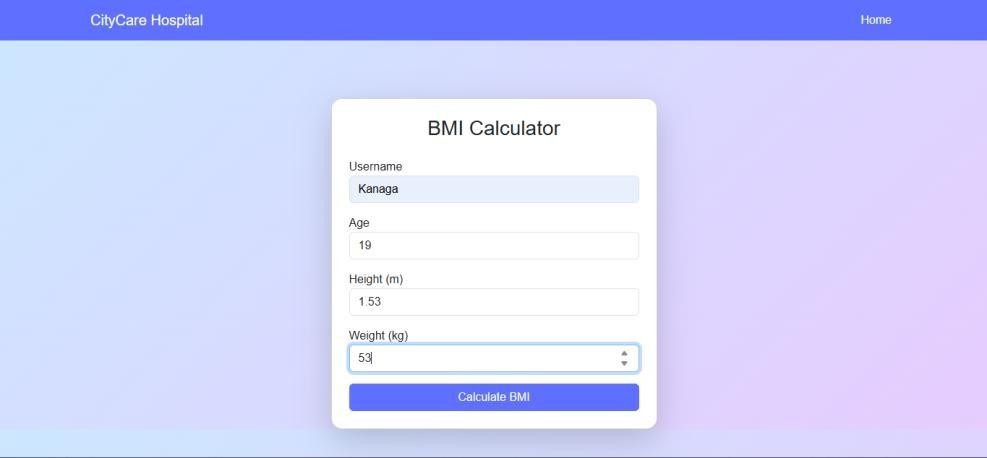 CityCare Hospital
Home
BMI Calculator
Username
Kanaga
Age
19
Height (m)
1.53
Weight (kg)
53
Calculate BMI